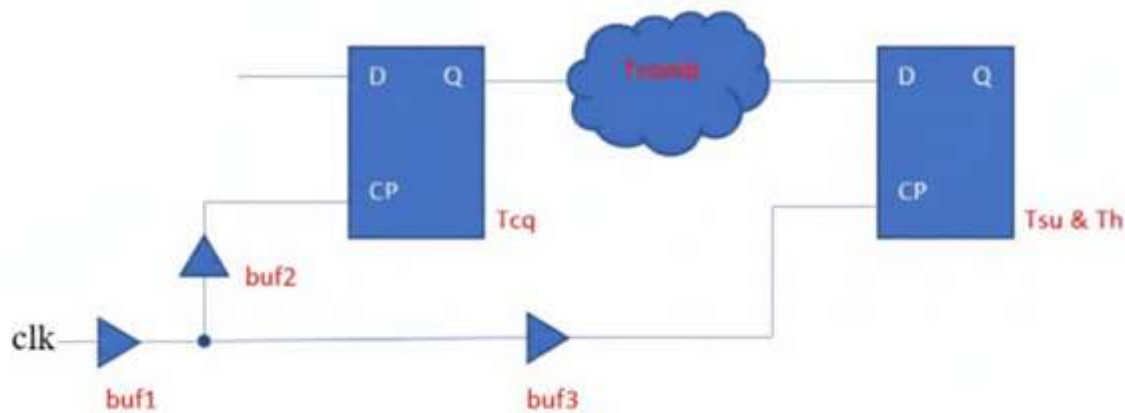 D Q
Tcomb
D Q
CP
Tcq
CP
Tsu & Th
buf2
clk
buf1
buf3